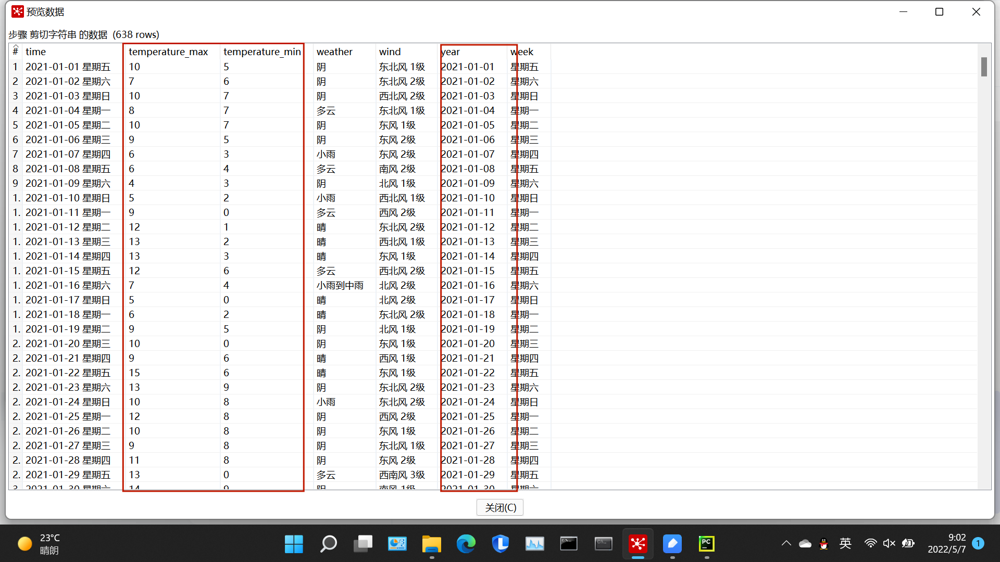 预览数据
步骤 剪切字符串 的数据 (638 rows)
# time temperature_max temperature_min weather wind year week
1 2021-01-01 星期五 10 5 阴 东北风 1级 2021-01-01 星期五
2 2021-01-02 星期六 7 6 阴 东北风 2级 2021-01-02 星期六
3 2021-01-03 星期日 10 7 阴 西北风 2级 2021-01-03 星期日
4 2021-01-04 星期一 8 7 多云 东北风 1级 2021-01-04 星期一
5 2021-01-05 星期二 10 7 阴 东风 1级 2021-01-05 星期二
6 2021-01-06 星期三 9 5 阴 东风 2级 2021-01-06 星期三
7 2021-01-07 星期四 6 3 小雨 东风 2级 2021-01-07 星期四
8 2021-01-08 星期五 6 4 多云 南风 2级 2021-01-08 星期五
9 2021-01-09 星期六 4 3 阴 北风 1级 2021-01-09 星期六
1. 2021-01-10 星期日 5 2 小雨 西北风 1级 2021-01-10 星期日
1. 2021-01-11 星期一 9 0 多云 西风 2级 2021-01-11 星期一
1. 2021-01-12 星期二 12 1 晴 东北风 2级 2021-01-12 星期二
1. 2021-01-13 星期三 13 2 晴 西北风 1级 2021-01-13 星期三
1. 2021-01-14 星期四 13 3 晴 东风 1级 2021-01-14 星期四
1. 2021-01-15 星期五 12 6 多云 西北风 2级 2021-01-15 星期五
1. 2021-01-16 星期六 7 4 小雨到中雨 北风 2级 2021-01-16 星期六
1. 2021-01-17 星期日 5 0 晴 北风 2级 2021-01-17 星期日
1. 2021-01-18 星期一 6 2 晴 东北风 2级 2021-01-18 星期一
1. 2021-01-19 星期二 9 5 阴 北风 1级 2021-01-19 星期二
2. 2021-01-20 星期三 10 0 阴 东风 1级 2021-01-20 星期三
2. 2021-01-21 星期四 9 6 晴 西风 1级 2021-01-21 星期四
2. 2021-01-22 星期五 15 6 晴 东风 1级 2021-01-22 星期五
2. 2021-01-23 星期六 13 9 阴 东北风 2级 2021-01-23 星期六
2. 2021-01-24 星期日 10 8 小雨 东北风 2级 2021-01-24 星期日
2. 2021-01-25 星期一 12 8 阴 西风 2级 2021-01-25 星期一
2. 2021-01-26 星期二 10 8 阴 东风 1级 2021-01-26 星期二
2. 2021-01-27 星期三 9 8 阴 东北风 1级 2021-01-27 星期三
2. 2021-01-28 星期四 11 8 阴 东风 2级 2021-01-28 星期四
2. 2021-01-29 星期五 13 0 多云 西南风 3级 2021-01-29 星期五
3. 2021-01-30 星期六 14 9 阴 南风 1级 2021-01-30 星期六
关闭(C)
23°C
晴朗
PC
英
9:02
2022/5/7
1